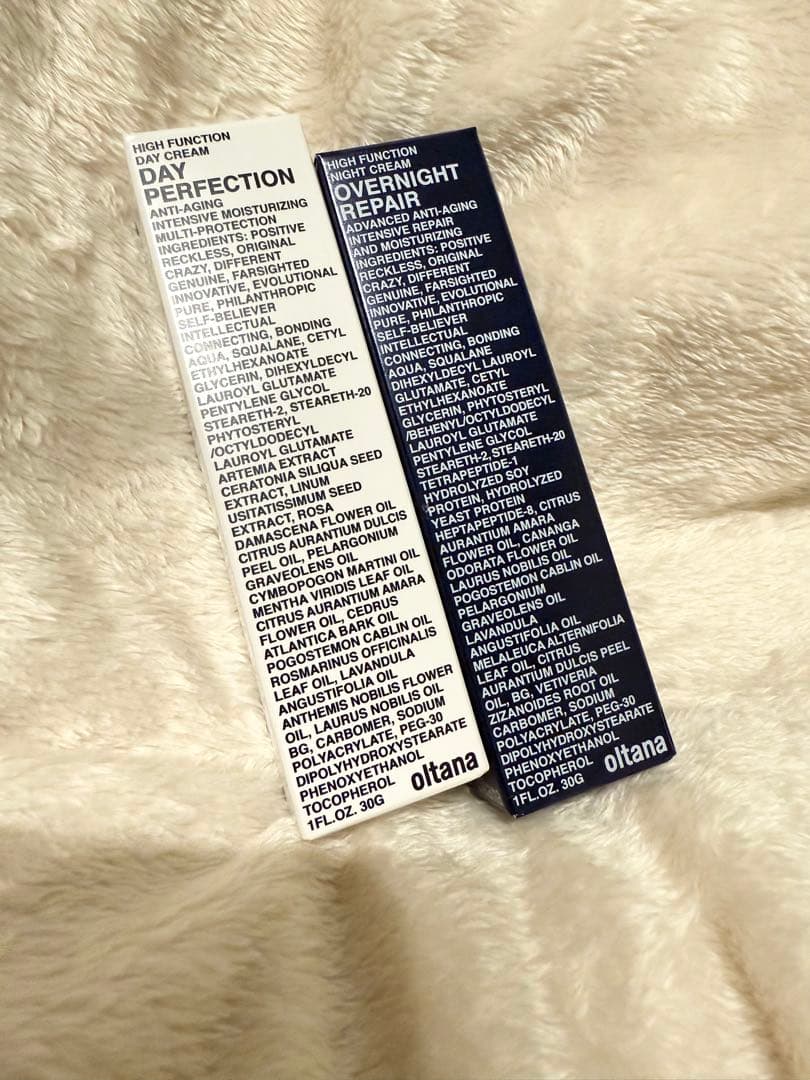 HIGH FUNCTION
DAY CREAM
DAY
PERFECTION
ANTI-AGING
INTENSIVE MOISTURIZING
MULTI-PROTECTION
INGREDIENTS: POSITIVE
RECKLESS, ORIGINAL
CRAZY, DIFFERENT
GENUINE, FARSIGHTED
INNOVATIVE, EVOLUTIONAL
PURE, PHILANTHROPIC
SELF-BELIEVER
INTELLECTUAL
CONNECTING, BONDING
AQUA, SQUALANE, CETYL
ETHYLHEXANOATE
GLYCERIN, DIHEXYLDECYL
LAUROYL GLUTAMATE
PENTYLENE GLYCOL
STEARETH-2, STEARETH-20
PHYTOSTERYL
/OCTYLDODECYL
LAUROYL GLUTAMATE
ARTEMIA EXTRACT
CERATONIA SILIQUA SEED
EXTRACT, LINUM
USITATISSIMUM SEED
EXTRACT, ROSA
DAMASCENA FLOWER OIL
CITRUS AURANTIUM DULCIS
PEEL OIL, PELARGONIUM
GRAVEOLENS OIL
CYMBOPOGON MARTINI OIL
MENTHA VIRIDIS LEAF OIL
CITRUS AURANTIUM AMARA
FLOWER OIL, CEDRUS
ATLANTICA BARK OIL
POGOSTEMON CABLIN OIL
ROSMARINUS OFFICINALIS
LEAF OIL, LAVANDULA
ANGUSTIFOLIA OIL
ANTHEMIS NOBILIS FLOWER
OIL, LAURUS NOBILIS OIL
BG, CARBOMER, SODIUM
POLYACRYLATE, PEG-30
DIPOLYHYDROXYSTEARATE
PHENOXYETHANOL
TOCOPHEROL
1FL.OZ. 30G
oltana
HIGH FUNCTION
NIGHT CREAM
OVERNIGHT
REPAIR
ADVANCED ANTI-AGING
INTENSIVE REPAIR
AND MOISTURIZING
INGREDIENTS: POSITIVE
RECKLESS, ORIGINAL
CRAZY, DIFFERENT
GENUINE, FARSIGHTED
INNOVATIVE, EVOLUTIONAL
PURE, PHILANTHROPIC
SELF-BELIEVER
INTELLECTUAL
CONNECTING, BONDING
AQUA, SQUALANE
DIHEXYLDECYL LAUROYL
GLUTAMATE, CETYL
ETHYLHEXANOATE
GLYCERIN, PHYTOSTERYL
/BEHENYL/OCTYLDODECYL
LAUROYL GLUTAMATE
PENTYLENE GLYCOL
STEARETH-2, STEARETH-20
TETRAPEPTIDE-1
HYDROLYZED SOY
PROTEIN, HYDROLYZED
YEAST PROTEIN
HEPTAPEPTIDE-8, CITRUS
AURANTIUM AMARA
FLOWER OIL, CANANGA
ODORATA FLOWER OIL
LAURUS NOBILIS OIL
POGOSTEMON CABLIN OIL
PELARGONIUM
GRAVEOLENS OIL
LAVANDULA
ANGUSTIFOLIA OIL
MELALEUCA ALTERNIFOLIA
LEAF OIL, CITRUS
AURANTIUM DULCIS PEEL
OIL, BG, VETIVERIA
ZIZANOIDES ROOT OIL
CARBOMER, SODIUM
POLYACRYLATE, PEG-30
DIPOLYHYDROXYSTEARATE
PHENOXYETHANOL
TOCOPHEROL
1FL.OZ. 30G
oltana